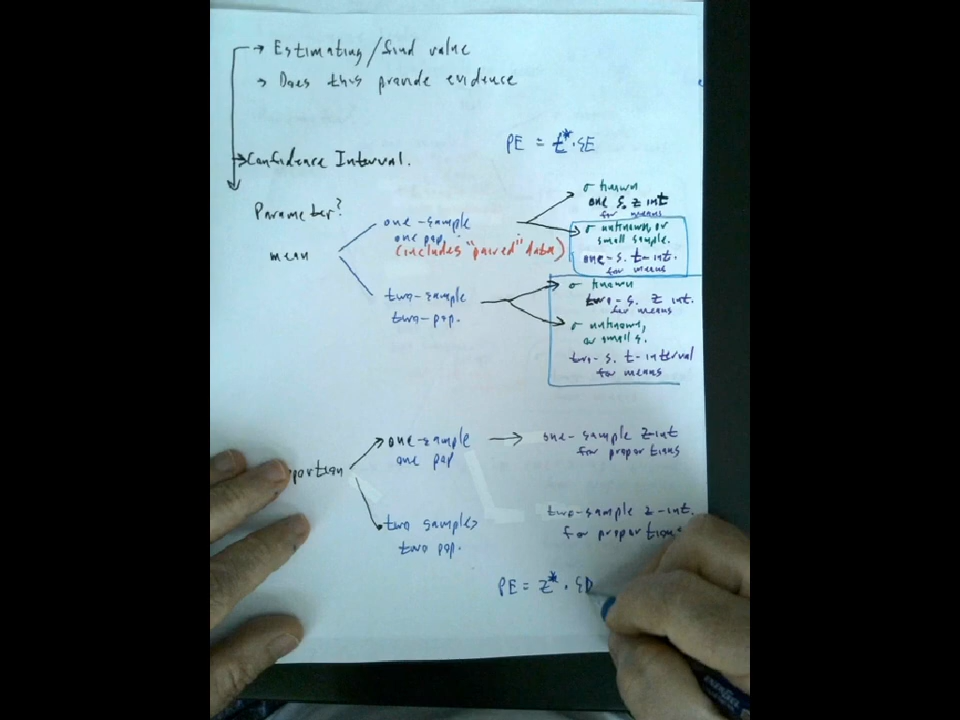 → Estimating/find value
→ Does this provide evidence
PE = t* · SE
→ Confidence Interval.
Parameter?
mean
one-sample
one pop.
(includes "paired" data)
σ known
one S. Z int
for means
σ unknown, or
small sample.
one-s. t-int.
for means
two-sample
two-pop.
σ known
two-s. Z int.
for means
σ unknown,
or small s.
two-s. t-interval
for means
portion
one-sample
one pop
→ one-sample Z-int
for proportions
two samples
two pop.
two-sample z-int.
for proportions
PE = Z* · SD